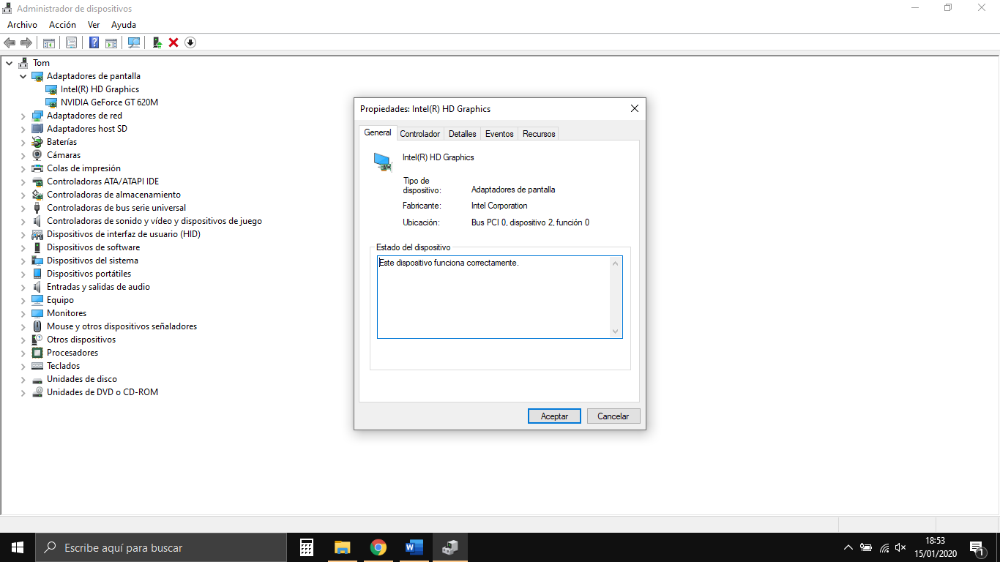 Administrador de dispositivos
Archivo Acción Ver Ayuda
Tom
Adaptadores de pantalla
Intel(R) HD Graphics
NVIDIA GeForce GT 620M
Adaptadores de red
Adaptadores host SD
Baterías
Cámaras
Colas de impresión
Controladoras ATA/ATAPI IDE
Controladoras de almacenamiento
Controladoras de bus serie universal
Controladoras de sonido y vídeo y dispositivos de juego
Dispositivos de interfaz de usuario (HID)
Dispositivos de software
Dispositivos del sistema
Dispositivos portátiles
Entradas y salidas de audio
Equipo
Monitores
Mouse y otros dispositivos señaladores
Otros dispositivos
Procesadores
Teclados
Unidades de disco
Unidades de DVD o CD-ROM
Propiedades: Intel(R) HD Graphics
General Controlador Detalles Eventos Recursos
Intel(R) HD Graphics
Tipo de
dispositivo: Adaptadores de pantalla
Fabricante: Intel Corporation
Ubicación: Bus PCI 0, dispositivo 2, función 0
Estado del dispositivo
Este dispositivo funciona correctamente.
Aceptar Cancelar
Escribe aquí para buscar
18:53
15/01/2020
1